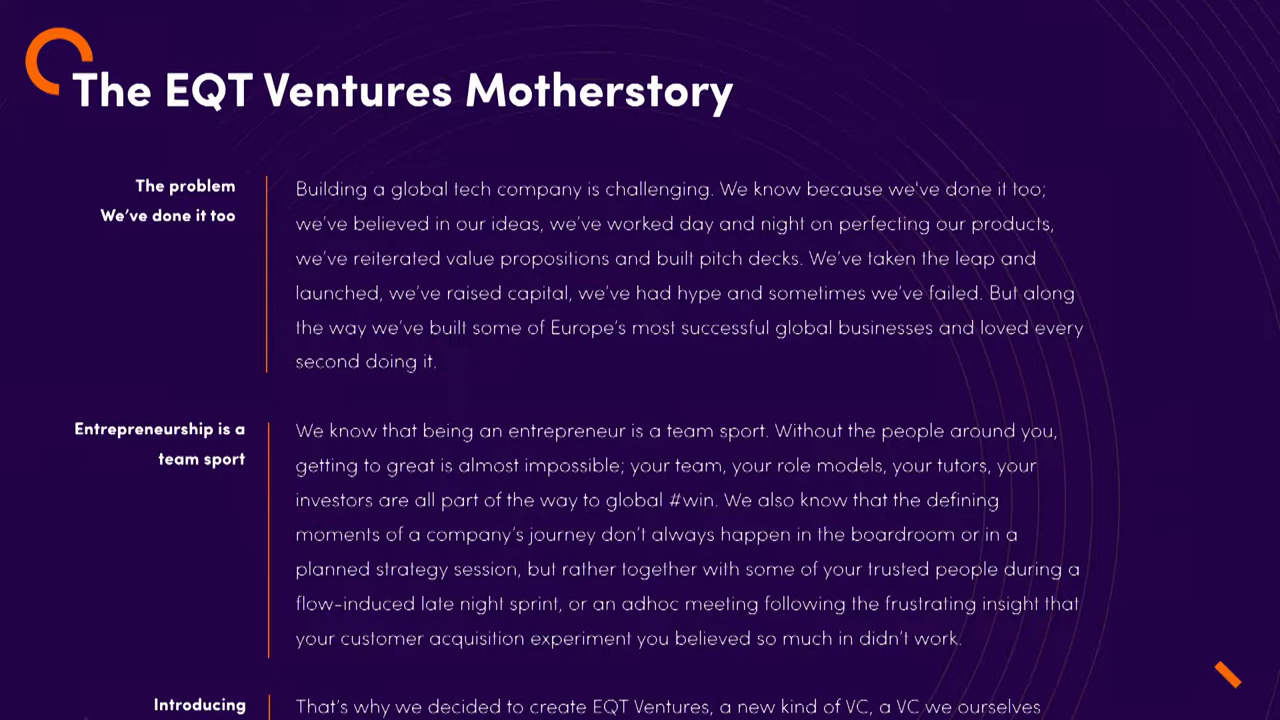 The EQT Ventures Motherstory
The problem
We've done it too
Building a global tech company is challenging. We know because we've done it too;
we've believed in our ideas, we've worked day and night on perfecting our products,
we've reiterated value propositions and built pitch decks. We've taken the leap and
launched, we've raised capital, we've had hype and sometimes we've failed. But along
the way we've built some of Europe's most successful global businesses and loved every
second doing it.
Entrepreneurship is a
team sport
We know that being an entrepreneur is a team sport. Without the people around you,
getting to great is almost impossible; your team, your role models, your tutors, your
investors are all part of the way to global #win. We also know that the defining
moments of a company's journey don't always happen in the boardroom or in a
planned strategy session, but rather together with some of your trusted people during a
flow-induced late night sprint, or an adhoc meeting following the frustrating insight that
your customer acquisition experiment you believed so much in didn't work.
Introducing
That's why we decided to create EQT Ventures, a new kind of VC, a VC we ourselves